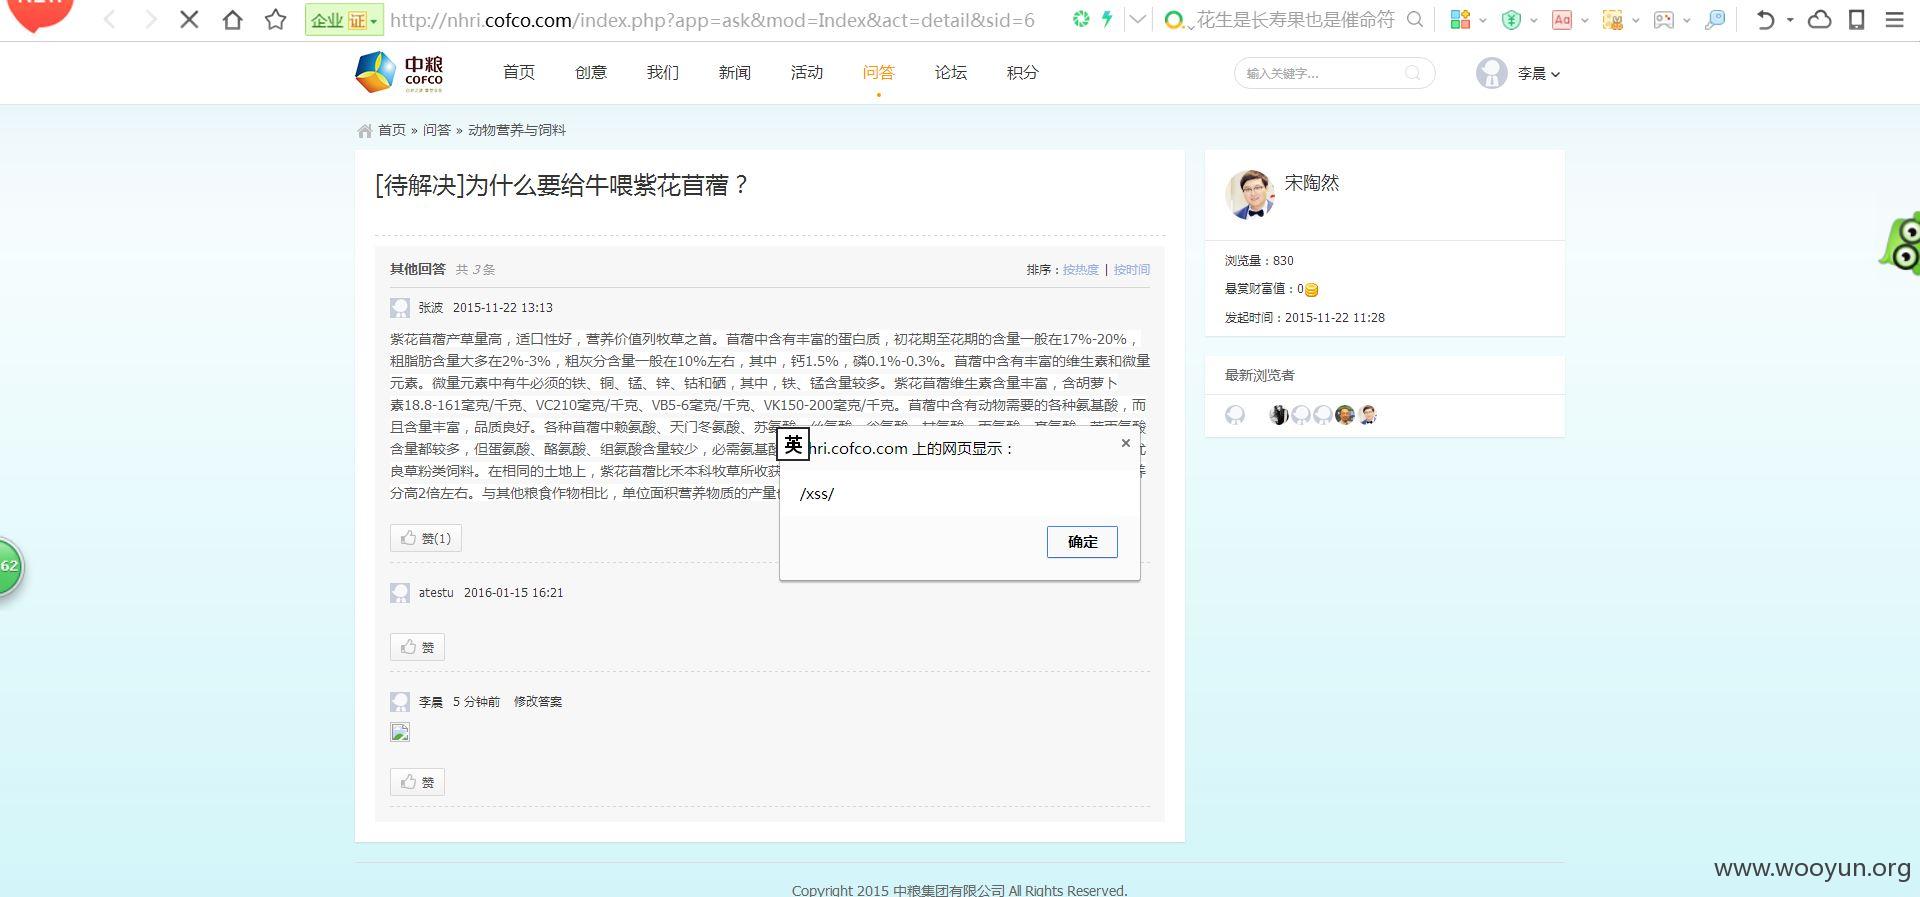 企业 证 http://nhri.cofco.com/index.php?app=ask&mod=Index&act=detail&sid=6 花生是长寿果也是催命符
中粮
COFCO
首页 创意 我们 新闻 活动 问答 论坛 积分 输入关键字... 李晨
首页 » 问答 » 动物营养与饲料
[待解决]为什么要给牛喂紫花苜蓿？
宋陶然
其他回答 共 3 条 排序：按热度 | 按时间
浏览量：830
悬赏财富值：0
发起时间：2015-11-22 11:28
张波 2015-11-22 13:13
紫花苜蓿产草量高，适口性好，营养价值列牧草之首。苜蓿中含有丰富的蛋白质，初花期至花期的含量一般在17%-20%，
粗脂肪含量大多在2%-3%，粗灰分含量一般在10%左右，其中，钙1.5%，磷0.1%-0.3%。苜蓿中含有丰富的维生素和微量
元素。微量元素中有牛必须的铁、铜、锰、锌、钴和硒，其中，铁、锰含量较多。紫花苜蓿维生素含量丰富，含胡萝卜
素18.8-161毫克/千克、VC210毫克/千克、VB5-6毫克/千克、VK150-200毫克/千克。苜蓿中含有动物需要的各种氨基酸，而
且含量丰富，品质良好。各种苜蓿中赖氨酸、天门冬氨酸、苏氨酸
含量都较多，但蛋氨酸、酪氨酸、组氨酸含量较少，必需氨基酸
良草粉类饲料。在相同的土地上，紫花苜蓿比禾本科牧草所收获
分高2倍左右。与其他粮食作物相比，单位面积营养物质的产量
最新浏览者
英
hri.cofco.com 上的网页显示：
×
/xss/
确定
赞(1)
62
atestu 2016-01-15 16:21
赞
李晨 5 分钟前 修改答案
赞
www.wooyun.org
Copyright 2015 中粮集团有限公司 All Rights Reserved.